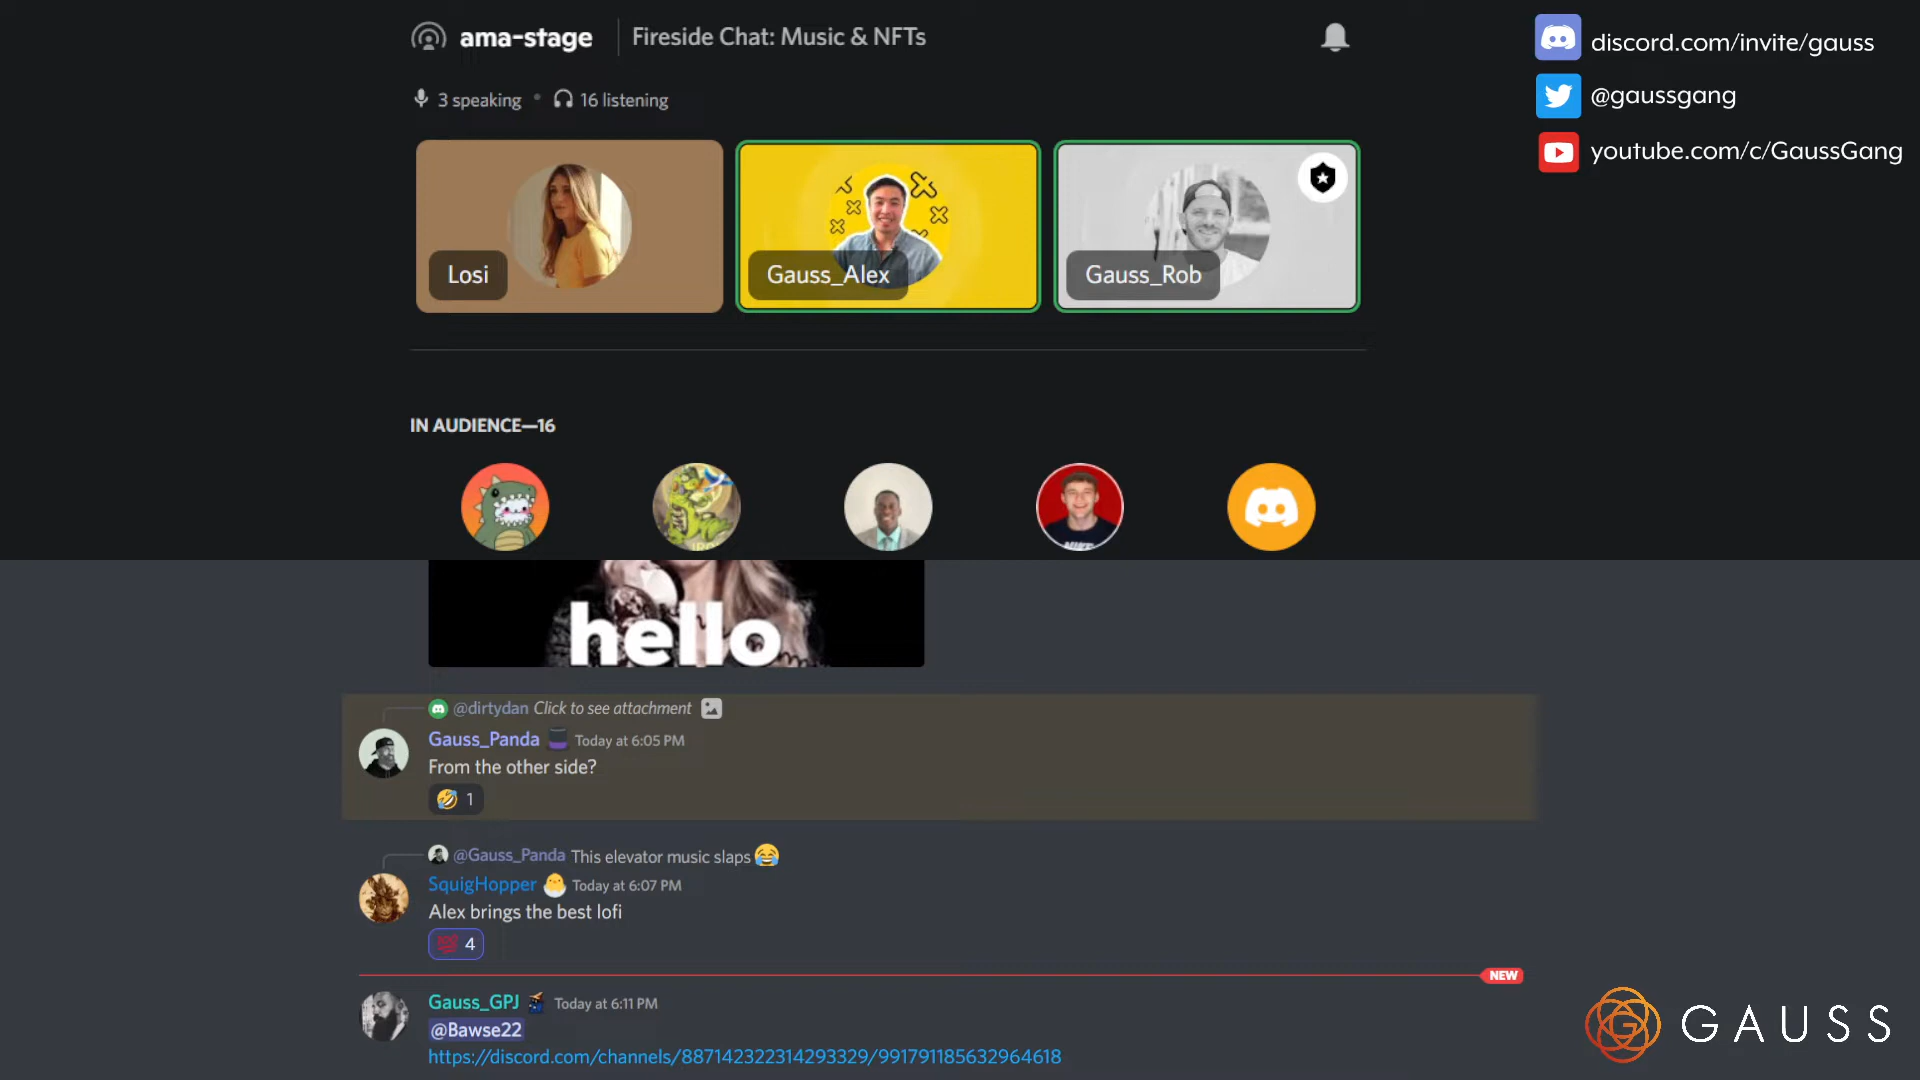 ama-stage
Fireside Chat: Music & NFTs
discord.com/invite/gauss
@gaussgang
youtube.com/c/GaussGang
3 speaking • 16 listening
Losi
Gauss_Alex
Gauss_Rob
IN AUDIENCE—16
hello
@dirtydan Click to see attachment
Gauss_Panda Today at 6:05 PM
From the other side?
1
@Gauss_Panda This elevator music slaps
SquigHopper Today at 6:07 PM
Alex brings the best lofi
4
NEW
Gauss_GPJ Today at 6:11 PM
@Bawse22
https://discord.com/channels/887142322314293329/991791185632964618
GAUSS